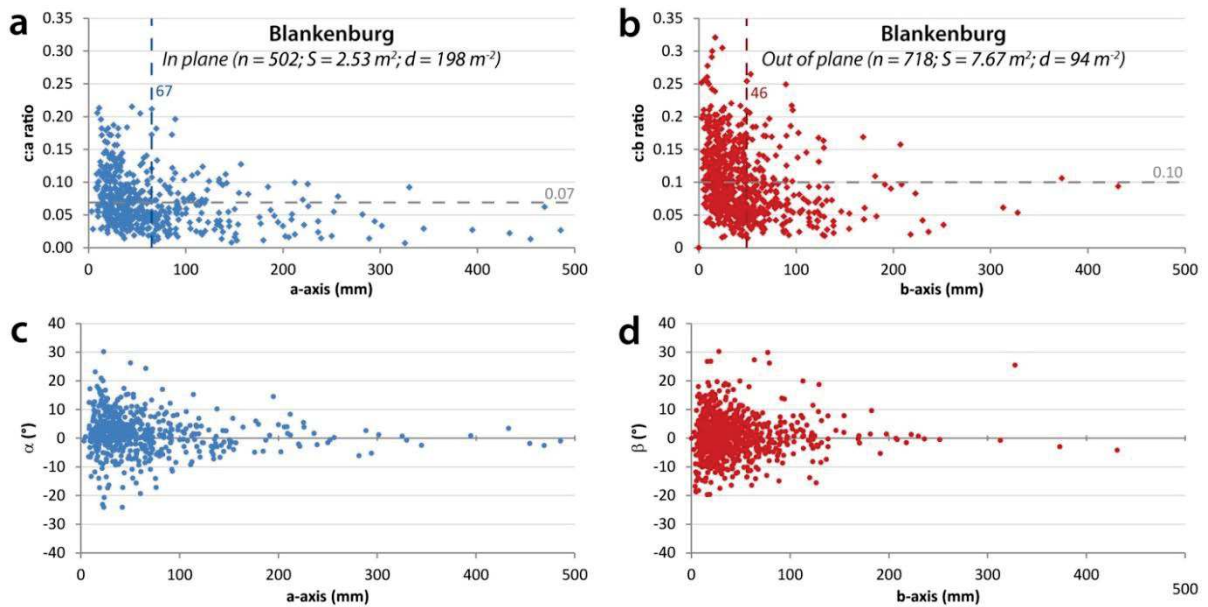 a
Blankenburg
In plane (n = 502; S = 2.53 m²; d = 198 m⁻²)
67
0.07
c:a ratio
0.35
0.30
0.25
0.20
0.15
0.10
0.05
0.00
0 100 200 300 400 500
a-axis (mm)
b
Blankenburg
Out of plane (n = 718; S = 7.67 m²; d = 94 m⁻²)
46
0.10
c:b ratio
0.35
0.3
0.25
0.2
0.15
0.1
0.05
0
0 100 200 300 400 500
b-axis (mm)
c
α (°)
40
30
20
10
0
-10
-20
-30
-40
0 100 200 300 400 500
a-axis (mm)
d
β (°)
40
30
20
10
0
-10
-20
-30
-40
0 100 200 300 400 500
b-axis (mm)